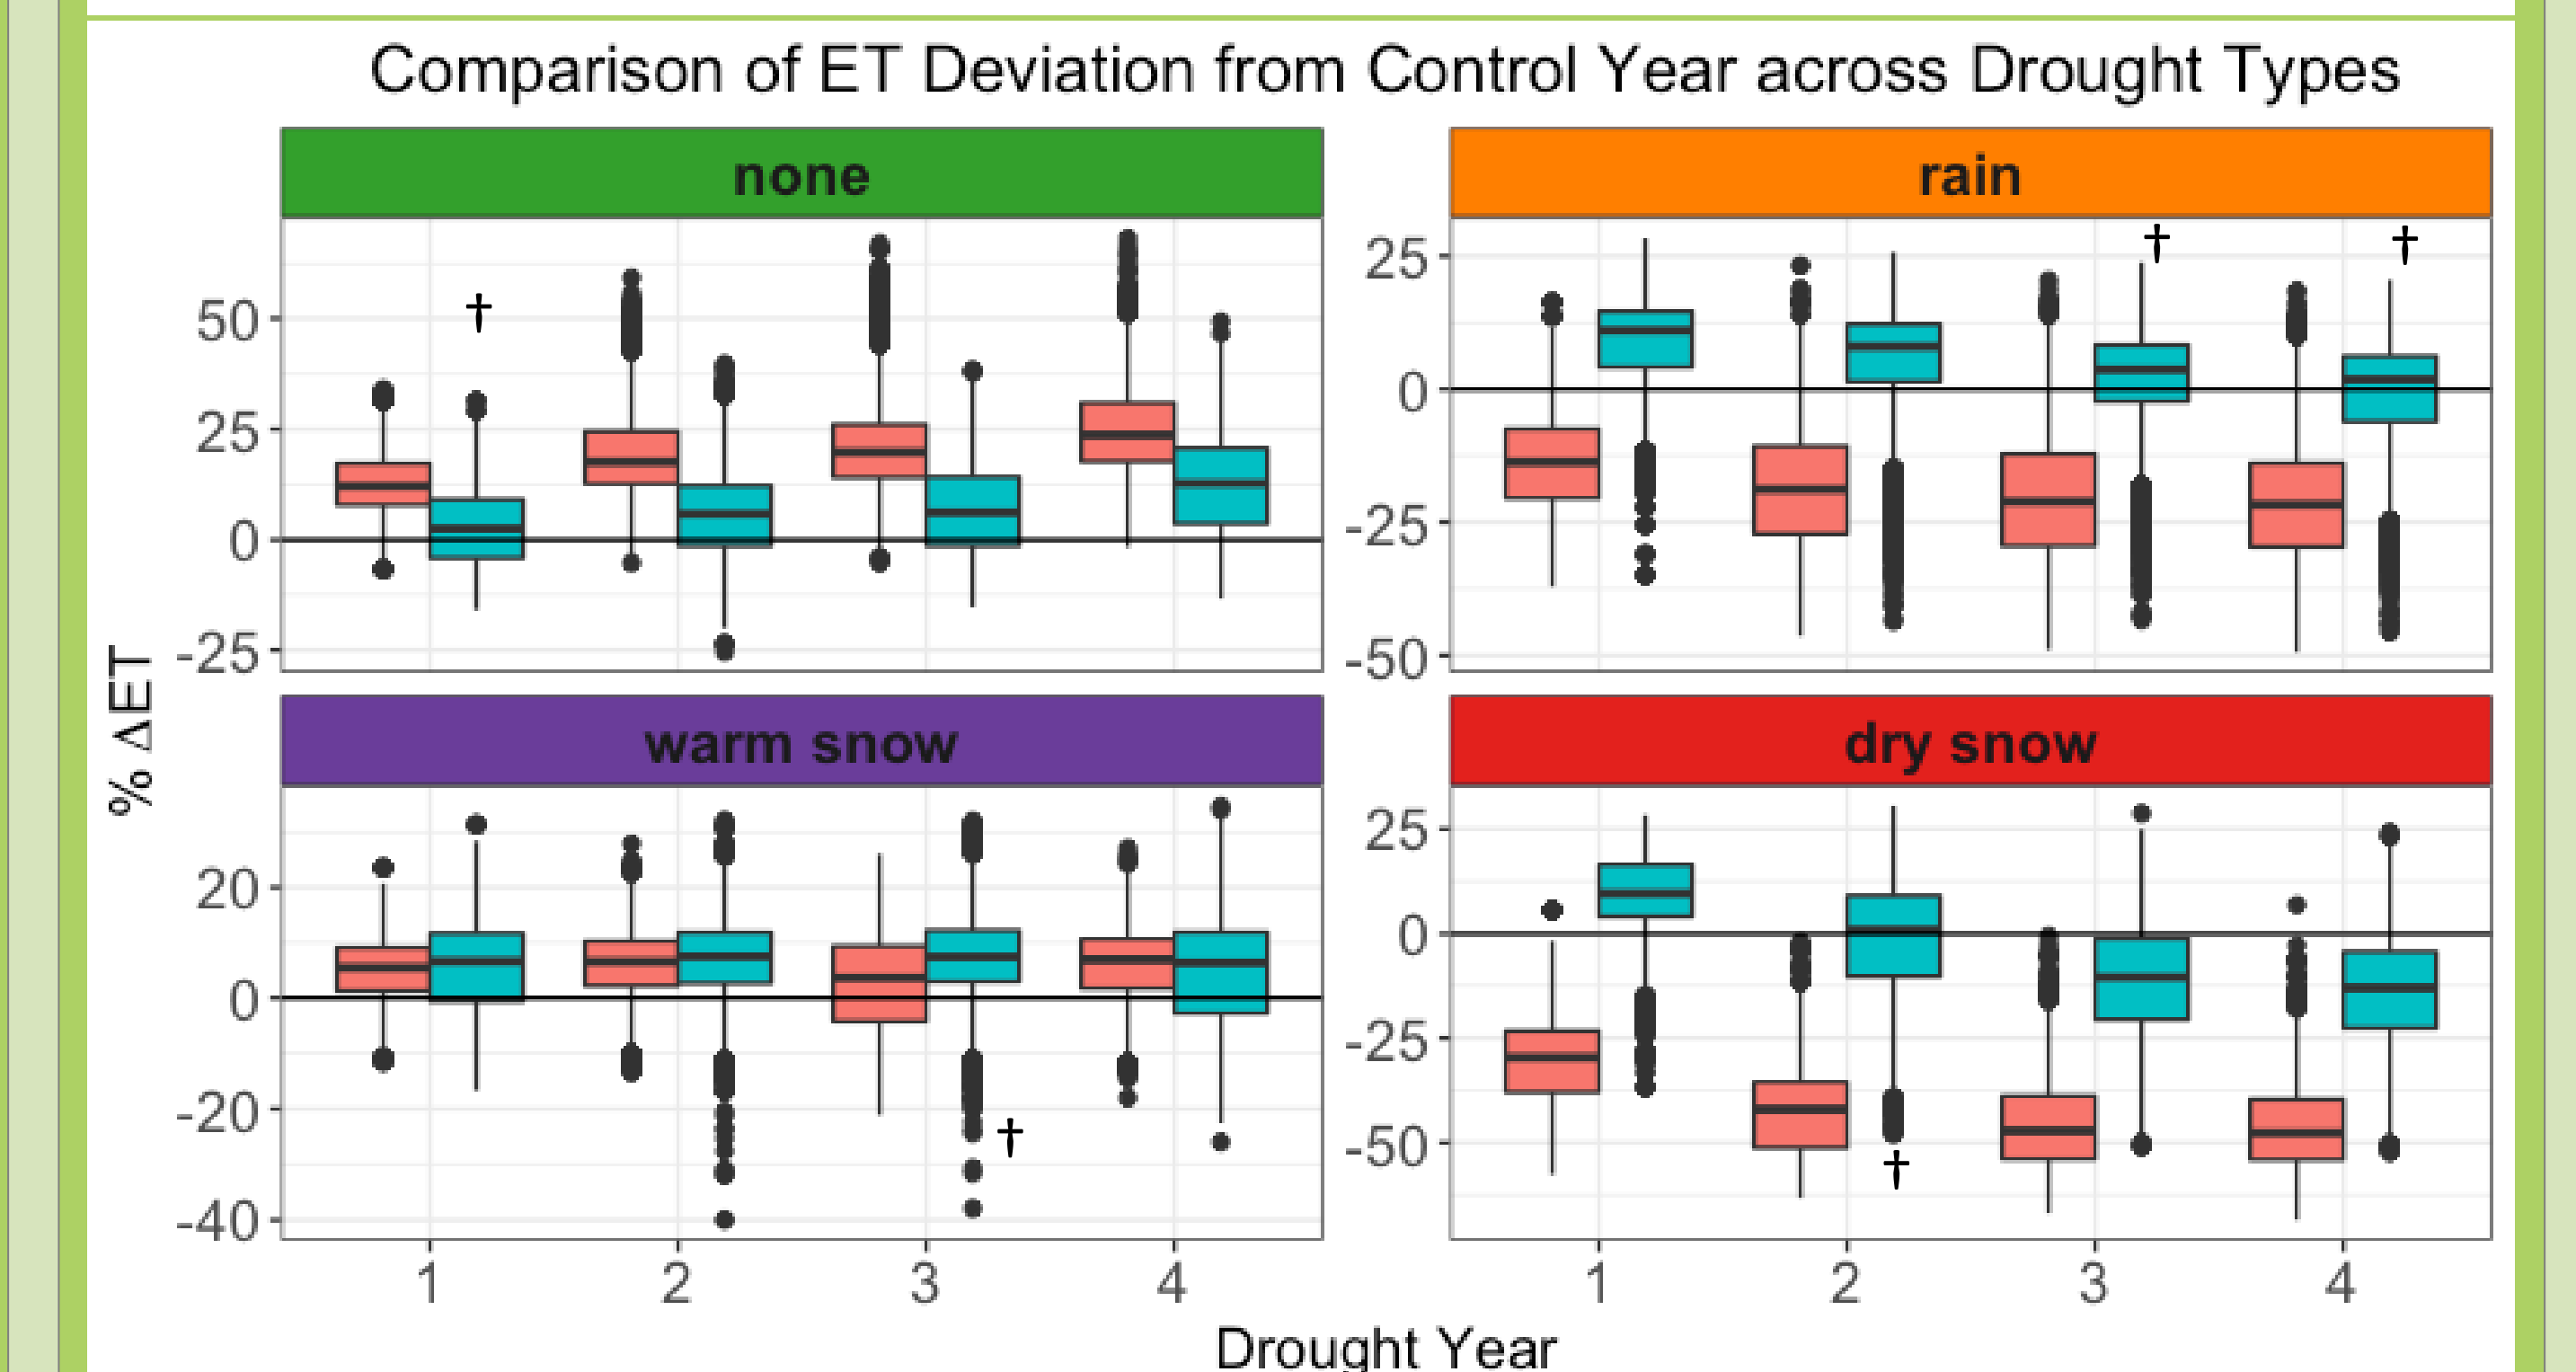 Comparison of ET Deviation from Control Year across Drought Types
none
rain
†
50
25
0
-25
† †
25
0
-25
-50
% ΔET
warm snow
dry snow
20
0
-20
-40
†
25
0
-25
-50
†
1 2 3 4
1 2 3 4
Drought Year